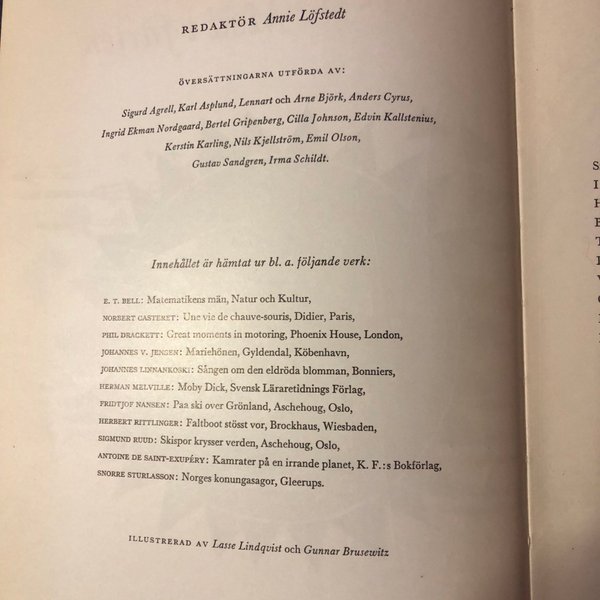 REDAKTÖR Annie Löfstedt
ÖVERSÄTTNINGARNA UTFÖRDA AV:
Sigurd Agrell, Karl Asplund, Lennart och Arne Björk, Anders Cyrus,
Ingrid Ekman Nordgaard, Bertel Gripenberg, Cilla Johnson, Edvin Kallstenius,
Kerstin Karling, Nils Kjellström, Emil Olson,
Gustav Sandgren, Irma Schildt.
Innehållet är hämtat ur bl. a. följande verk:
E. T. BELL: Matematikens män, Natur och Kultur,
NORBERT CASTERET: Une vie de chauve-souris, Didier, Paris,
PHIL DRACKETT: Great moments in motoring, Phoenix House, London,
JOHANNES V. JENSEN: Mariehönen, Gyldendal, Köbenhavn,
JOHANNES LINNANKOSKI: Sången om den eldröda blomman, Bonniers,
HERMAN MELVILLE: Moby Dick, Svensk Läraretidnings Förlag,
FRIDTJOF NANSEN: Paa ski over Grönland, Aschehoug, Oslo,
HERBERT RITTLINGER: Faltboot stösst vor, Brockhaus, Wiesbaden,
SIGMUND RUUD: Skispor krysser verden, Aschehoug, Oslo,
ANTOINE DE SAINT-EXUPÉRY: Kamrater på en irrande planet, K. F.:s Bokförlag,
SNORRE STURLASSON: Norges konungasagor, Gleerups.
ILLUSTRERAD AV Lasse Lindqvist och Gunnar Brusewitz